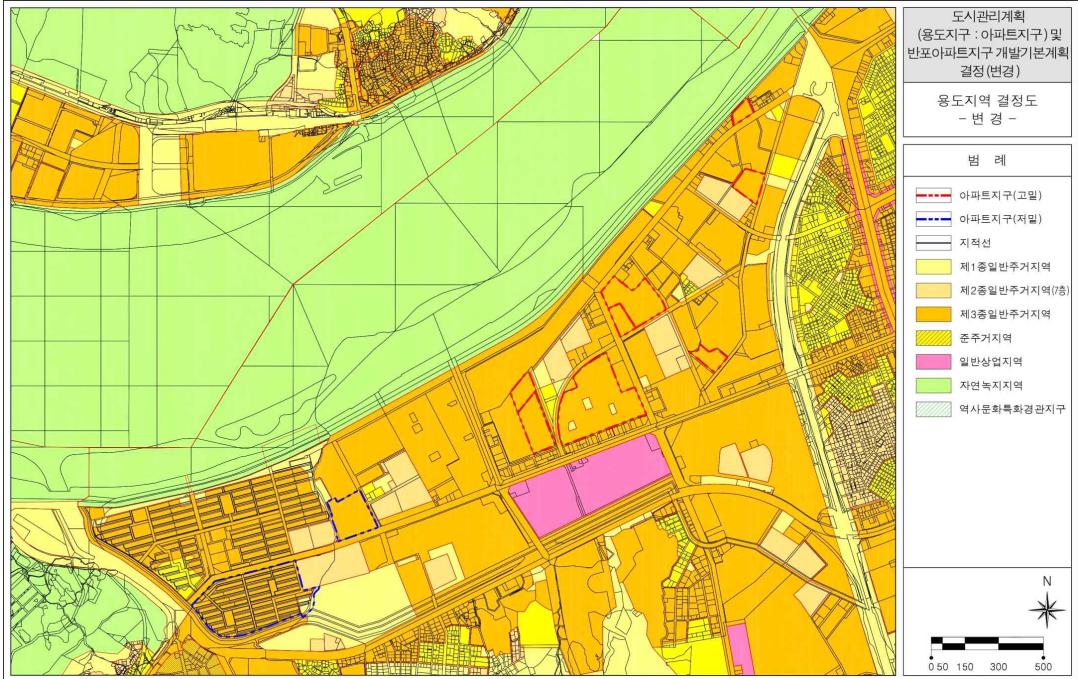 도시관리계획
(용도지구 : 아파트지구) 및
반포아파트지구 개발기본계획
결정(변경)
용도지역 결정도
- 변 경 -
범 례
아파트지구(고밀)
아파트지구(저밀)
지적선
제1종일반주거지역
제2종일반주거지역(7층)
제3종일반주거지역
준주거지역
일반상업지역
자연녹지지역
역사문화특화경관지구
N
0 50 150 300 500